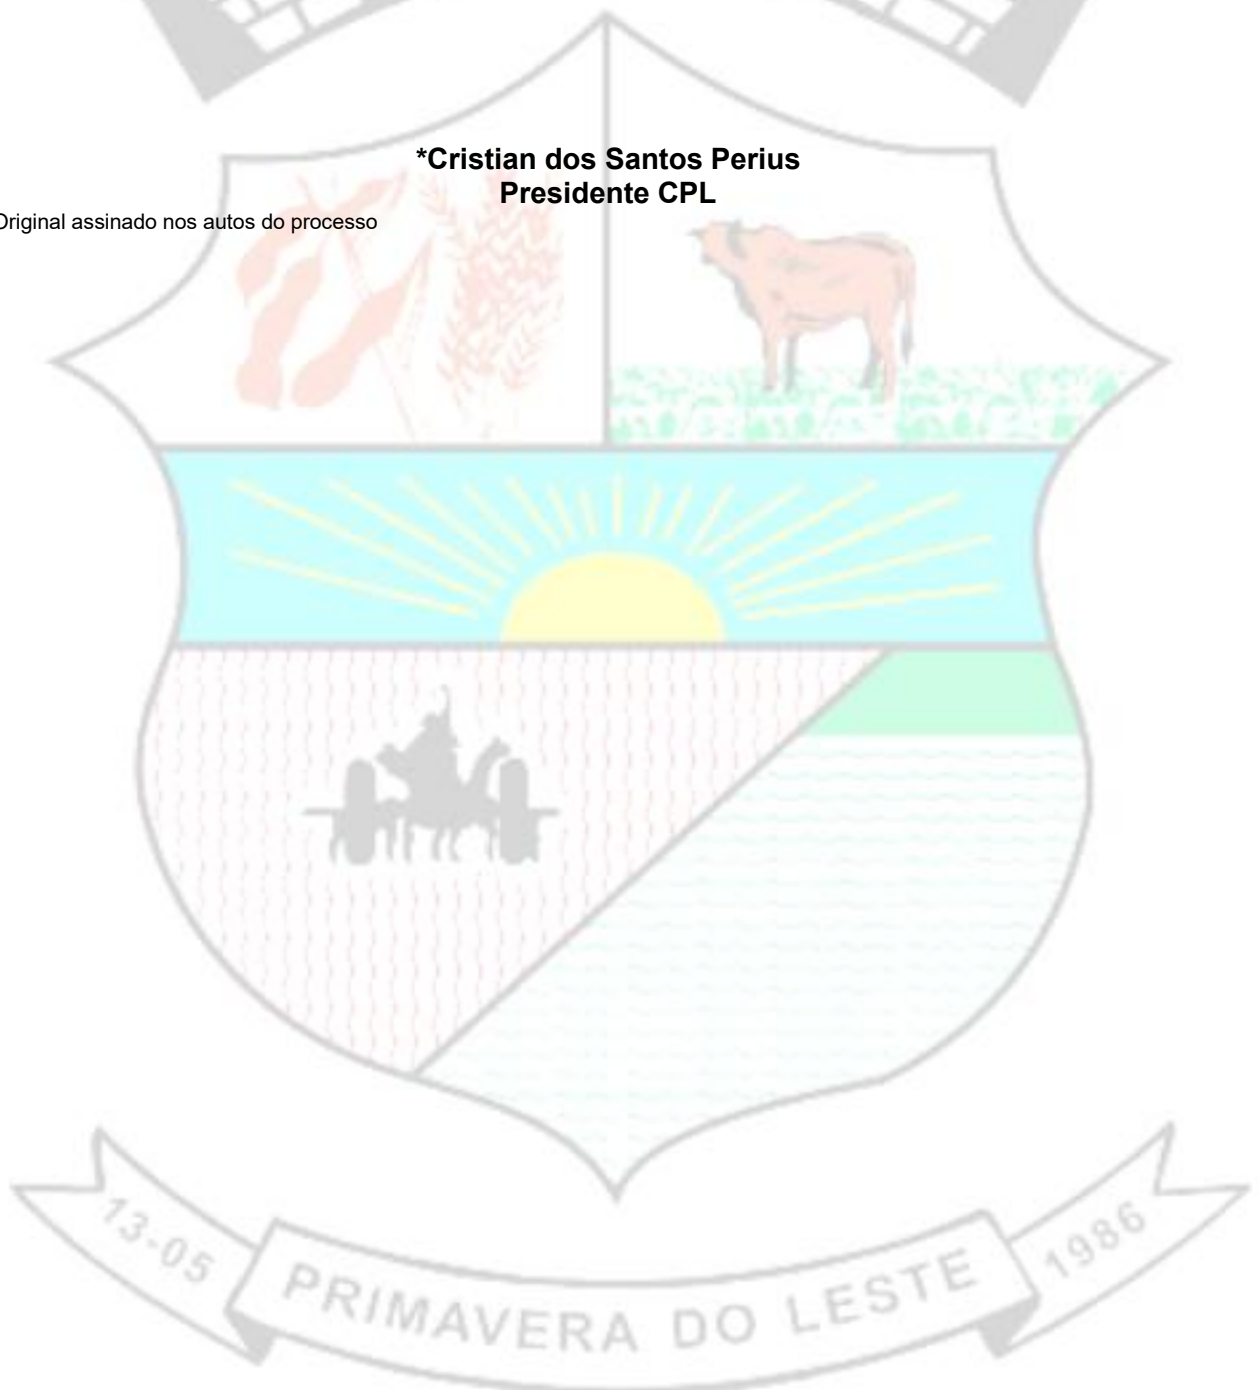 *Cristian dos Santos Perius
Presidente CPL
Original assinado nos autos do processo
13-05
PRIMAVERA DO LESTE
1986